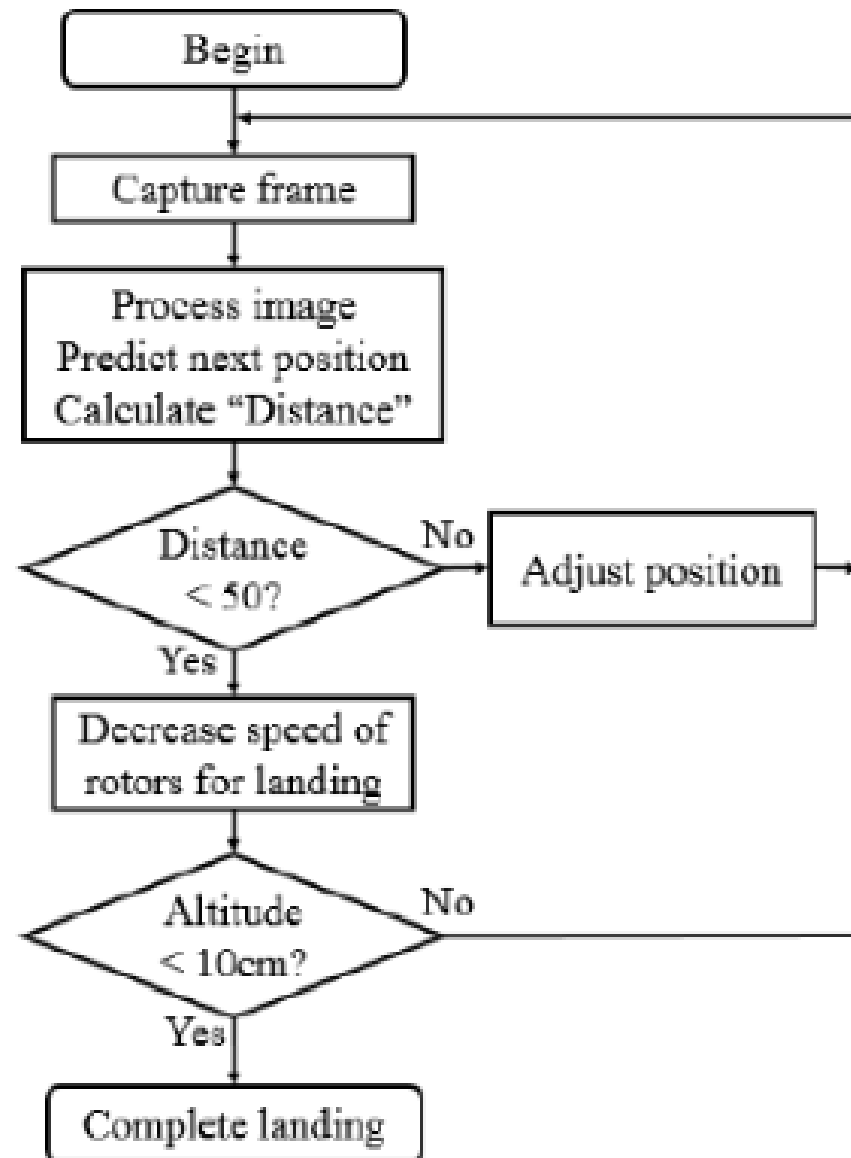 Begin
Capture frame
Process image
Predict next position
Calculate “Distance”
Distance
< 50?
No
Adjust position
Yes
Decrease speed of
rotors for landing
Altitude
< 10cm?
No
Yes
Complete landing